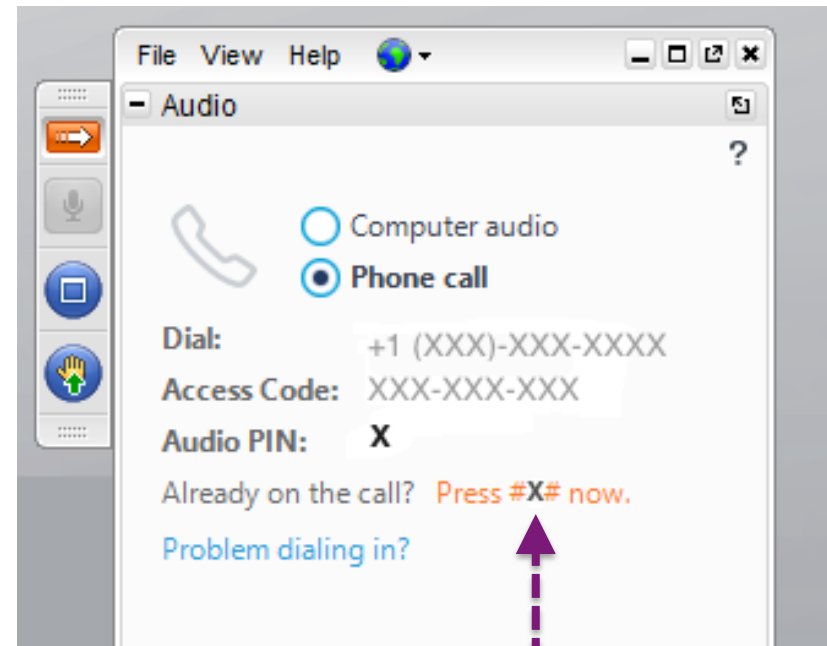 File View Help
Audio
?
Computer audio
Phone call
Dial: +1 (XXX)-XXX-XXXX
Access Code: XXX-XXX-XXX
Audio PIN: X
Already on the call? Press #X# now.
Problem dialing in?